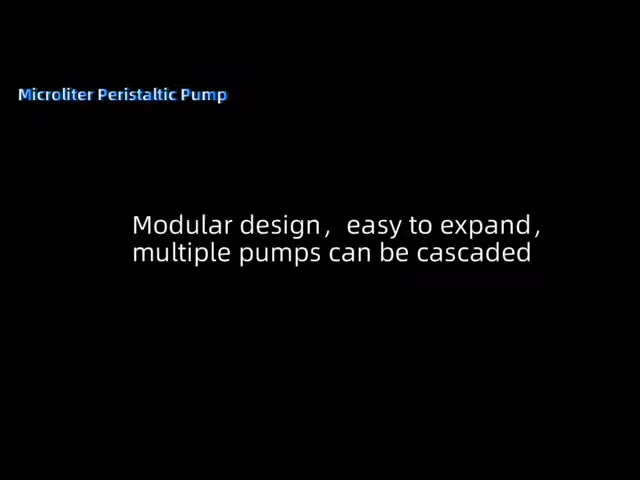 Microliter Peristaltic Pump
Modular design，easy to expand，
multiple pumps can be cascaded